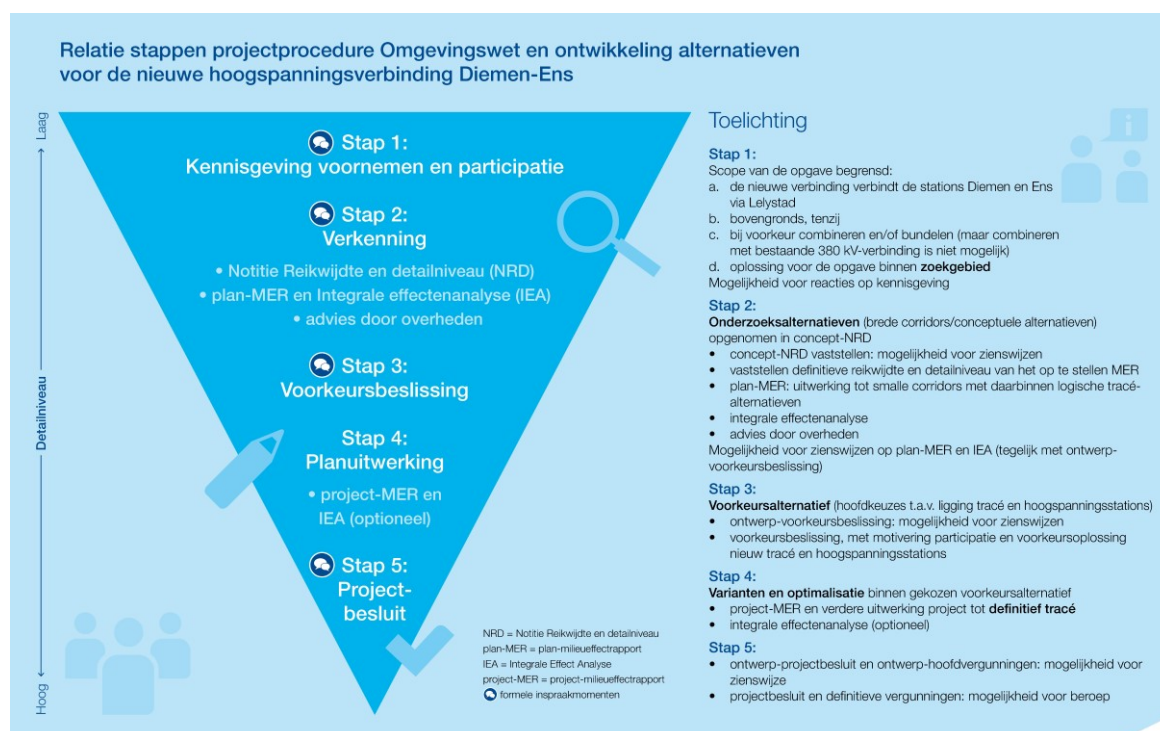 Relatie stappen projectprocedure Omgevingswet en ontwikkeling alternatieven
voor de nieuwe hoogspanningsverbinding Diemen-Ens
Laag
Detailniveau
Hoog
Stap 1:
Kennisgeving voornemen en participatie
Stap 2:
Verkenning
• Notitie Reikwijdte en detailniveau (NRD)
• plan-MER en Integrale effectenanalyse (IEA)
• advies door overheden
Stap 3:
Voorkeursbeslissing
Stap 4:
Planuitwerking
• project-MER en
IEA (optioneel)
Stap 5:
Project-
besluit
NRD = Notitie Reikwijdte en detailniveau
plan-MER = plan-milieueffectrapport
IEA = Integrale Effect Analyse
project-MER = project-milieueffectrapport
formele inspraakmomenten
Toelichting
i
Stap 1:
Scope van de opgave begrensd:
a. de nieuwe verbinding verbindt de stations Diemen en Ens
via Lelystad
b. bovengronds, tenzij
c. bij voorkeur combineren en/of bundelen (maar combineren
met bestaande 380 kV-verbinding is niet mogelijk)
d. oplossing voor de opgave binnen zoekgebied
Mogelijkheid voor reacties op kennisgeving
Stap 2:
Onderzoeksalternatieven (brede corridors/conceptuele alternatieven)
opgenomen in concept-NRD
• concept-NRD vaststellen: mogelijkheid voor zienswijzen
• vaststellen definitieve reikwijdte en detailniveau van het op te stellen MER
• plan-MER: uitwerking tot smalle corridors met daarbinnen logische tracé-
alternatieven
• integrale effectenanalyse
• advies door overheden
Mogelijkheid voor zienswijzen op plan-MER en IEA (tegelijk met ontwerp-
voorkeursbeslissing)
Stap 3:
Voorkeursalternatief (hoofdkeuzes t.a.v. ligging tracé en hoogspanningsstations)
• ontwerp-voorkeursbeslissing: mogelijkheid voor zienswijzen
• voorkeursbeslissing, met motivering participatie en voorkeursoplossing
nieuw tracé en hoogspanningsstations
Stap 4:
Varianten en optimalisatie binnen gekozen voorkeursalternatief
• project-MER en verdere uitwerking project tot definitief tracé
• integrale effectenanalyse (optioneel)
Stap 5:
• ontwerp-projectbesluit en ontwerp-hoofdvergunningen: mogelijkheid voor
zienswijze
• projectbesluit en definitieve vergunningen: mogelijkheid voor beroep